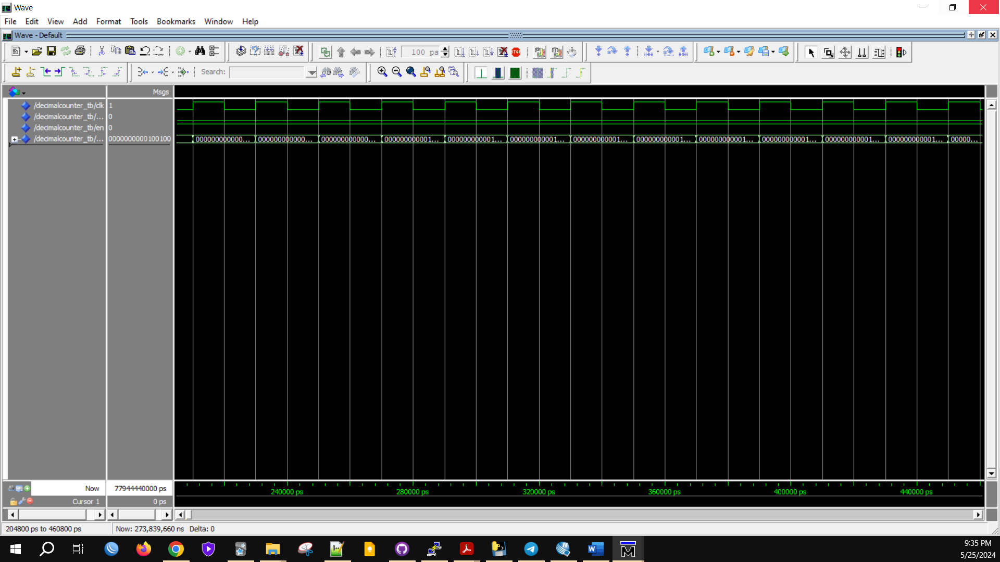 Wave
File Edit View Add Format Tools Bookmarks Window Help
Wave - Default
100 ps
STOP
Search:
Msgs
/decimalcounter_tb/clk 1
/decimalcounter_tb/... 0
/decimalcounter_tb/en 0
/decimalcounter_tb/... 0000000000100100 000000000000... 000000000000... 000000000000... 000000000001... 000000000001... 000000000001... 000000000001... 000000000001... 000000000001... 000000000001... 000000000001... 000000000001... 00000...
Now 77944440000 ps
240000 ps 280000 ps 320000 ps 360000 ps 400000 ps 440000 ps
Cursor 1 0 ps
204800 ps to 460800 ps Now: 273,839,660 ns Delta: 0
9:35 PM
5/25/2024